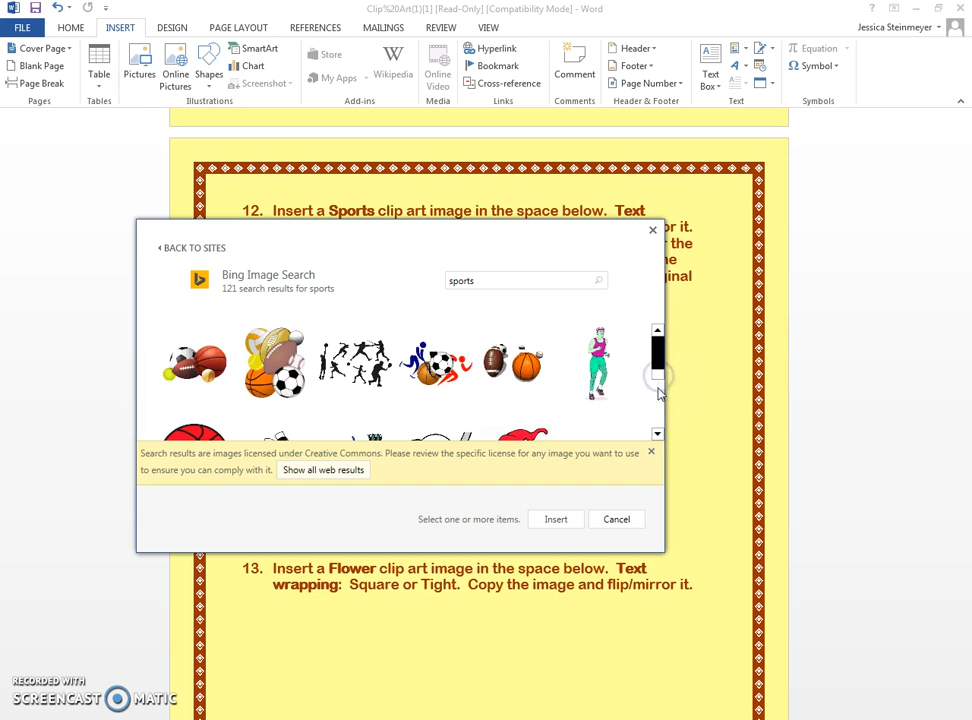 Clip%20Art(1)[1] [Read-Only] [Compatibility Mode] - Word
FILE HOME INSERT DESIGN PAGE LAYOUT REFERENCES MAILINGS REVIEW VIEW Jessica Steinmeyer
Cover Page
Blank Page
Page Break
Pages
Table
Tables
Pictures
Online Pictures
Shapes
SmartArt
Chart
Screenshot
Illustrations
Store
My Apps
Wikipedia
Add-ins
Online Video
Media
Hyperlink
Bookmark
Cross-reference
Links
Comment
Comments
Header
Footer
Page Number
Header & Footer
Text Box
Text
Equation
Symbol
Symbols
12. Insert a Sports clip art image in the space below. Text
or it.
r the
ne
ginal
BACK TO SITES
Bing Image Search
121 search results for sports
sports
Search results are images licensed under Creative Commons. Please review the specific license for any image you want to use
to ensure you can comply with it. Show all web results
Select one or more items. Insert Cancel
13. Insert a Flower clip art image in the space below. Text
wrapping: Square or Tight. Copy the image and flip/mirror it.
RECORDED WITH
SCREENCAST MATIC